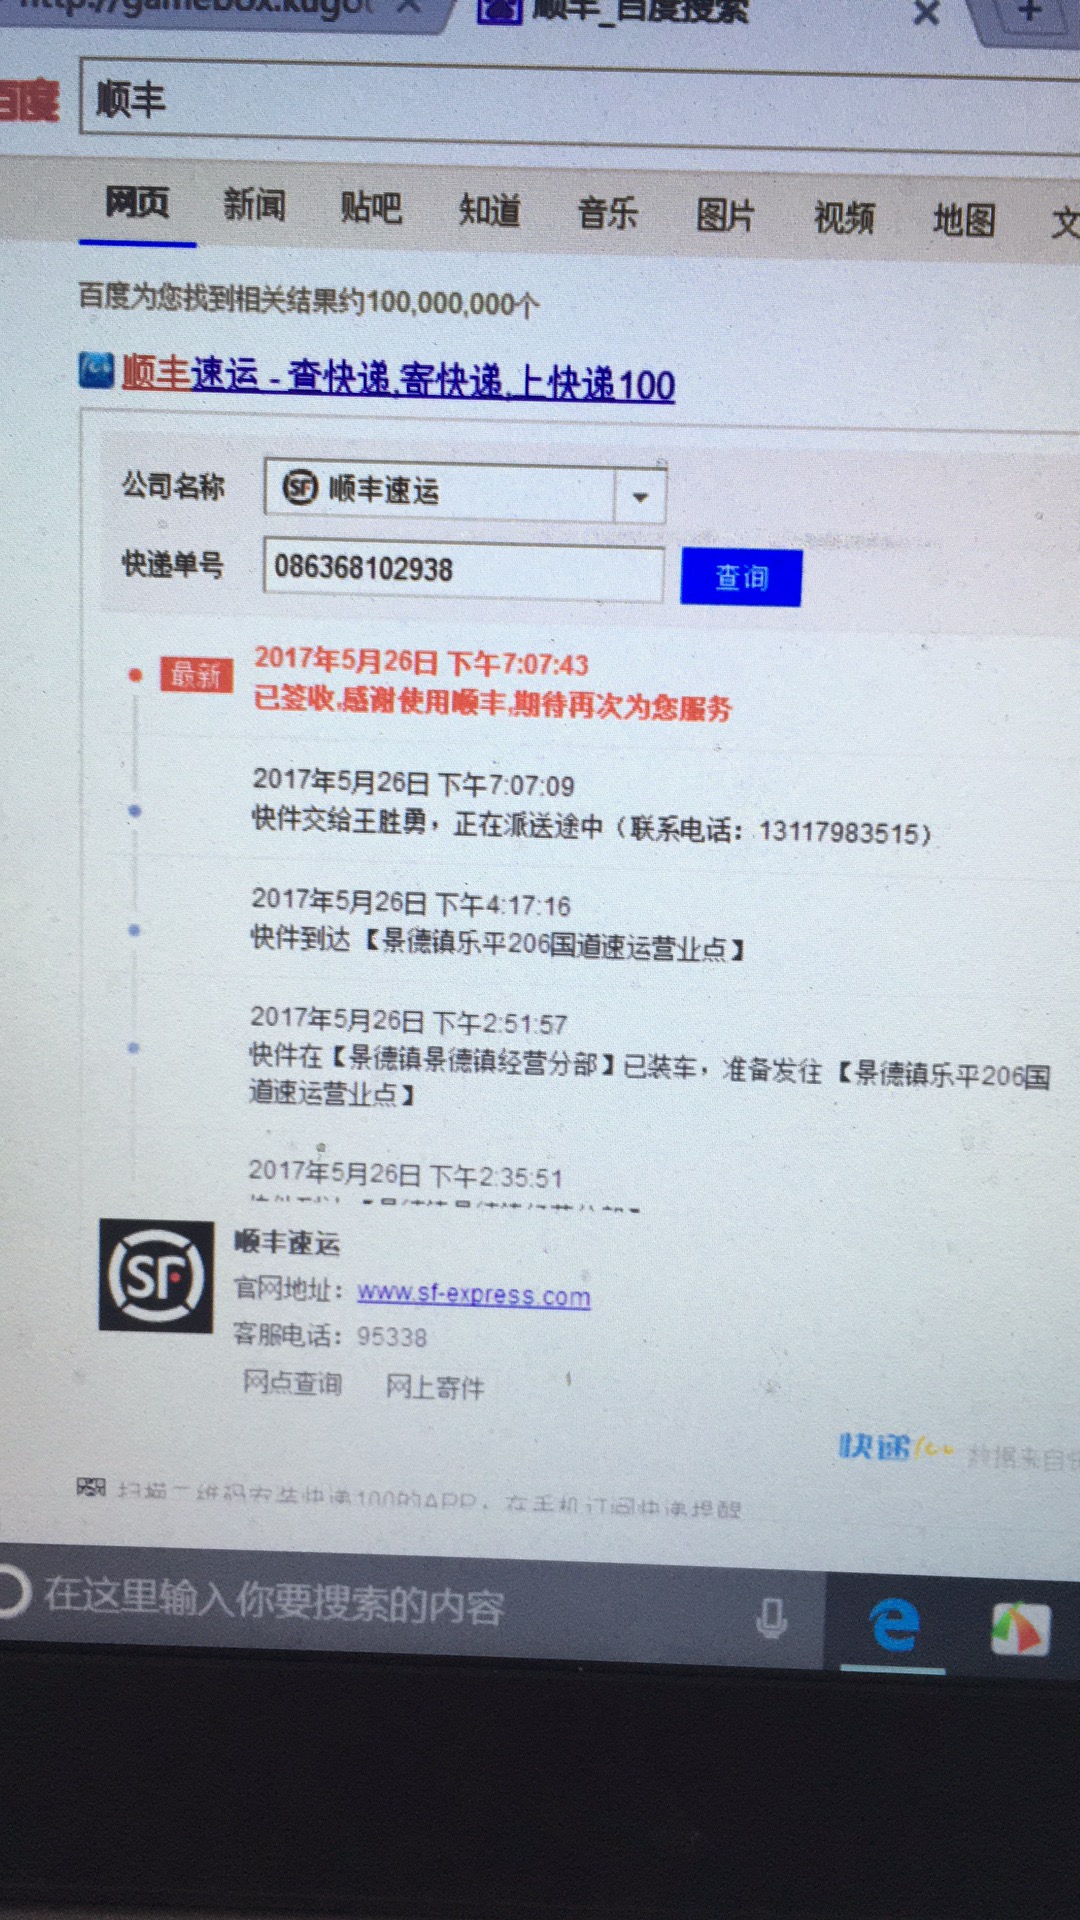 http://gamebox.kugo
顺丰_百度搜索
百度
顺丰
网页 新闻 贴吧 知道 音乐 图片 视频 地图 文
百度为您找到相关结果约100,000,000个
顺丰速运 - 查快递,寄快递,上快递100
公司名称 SF 顺丰速运
快递单号 086368102938 查询
最新 2017年5月26日 下午7:07:43
已签收,感谢使用顺丰,期待再次为您服务
2017年5月26日 下午7:07:09
快件交给王胜勇，正在派送途中（联系电话：13117983515）
2017年5月26日 下午4:17:16
快件到达【景德镇乐平206国道速运营业点】
2017年5月26日 下午2:51:57
快件在【景德镇景德镇经营分部】已装车，准备发往【景德镇乐平206国
道速运营业点】
2017年5月26日 下午2:35:51
SF
顺丰速运
官网地址：www.sf-express.com
客服电话：95338
网点查询 网上寄件
快递100 数据来自快
扫描二维码安装快递100的APP，在手机订阅快递提醒
在这里输入你要搜索的内容